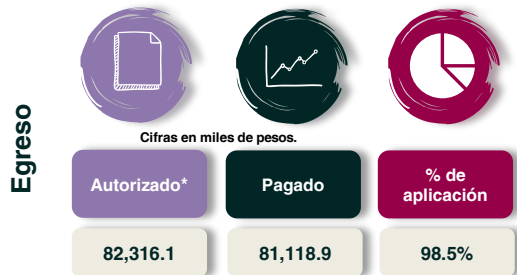 Egreso
Cifras en miles de pesos.
Autorizado*
Pagado
% de
aplicación
82,316.1
81,118.9
98.5%